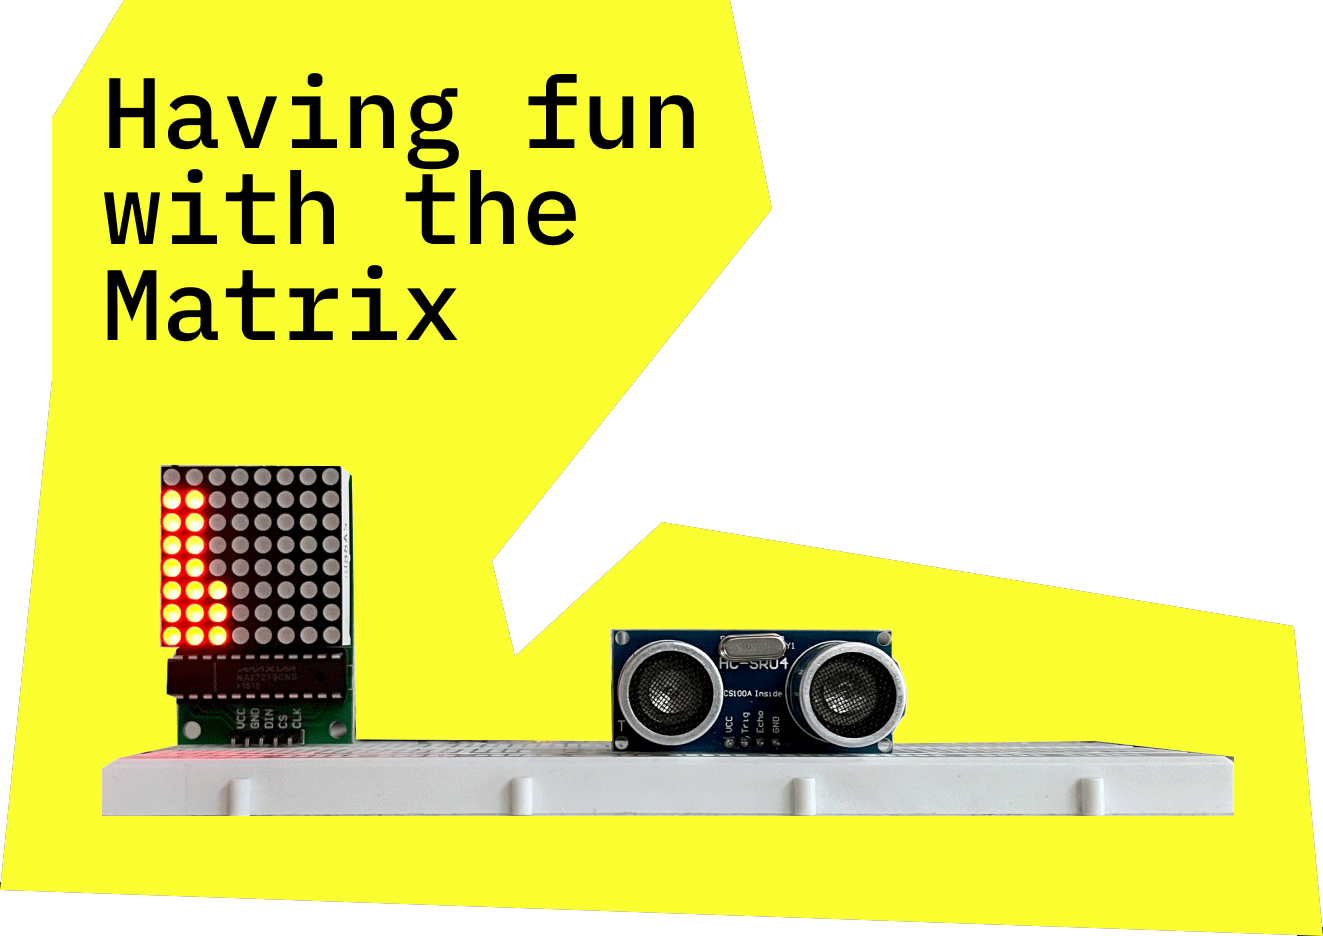 Having fun
with the
Matrix
MAXIM
MAX7219CNG
VCC
GND
DIN
CS
CLK
Y1
HC-SR04
CS100A Inside
T
VCC
Trig
Echo
GND